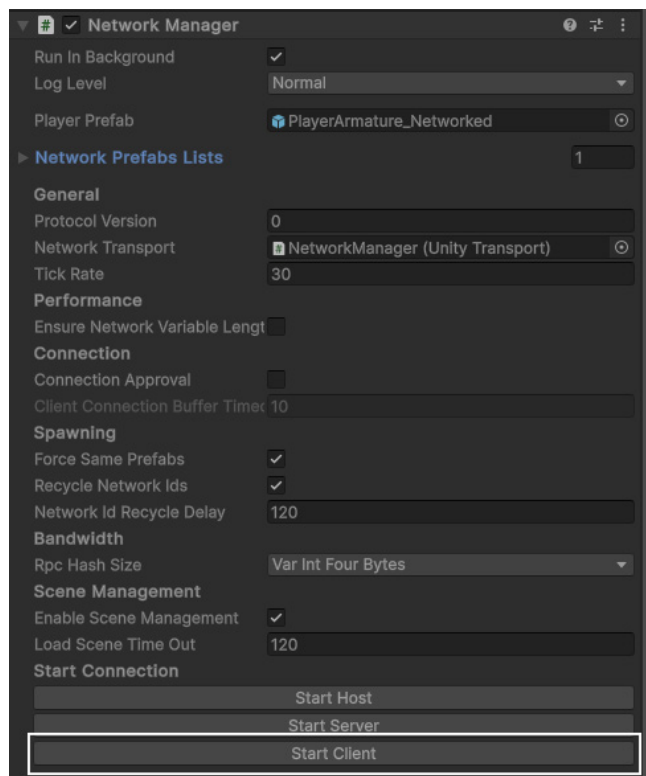 # Network Manager
Run In Background
Log Level Normal
Player Prefab PlayerArmature_Networked
Network Prefabs Lists 1
General
Protocol Version 0
Network Transport # NetworkManager (Unity Transport)
Tick Rate 30
Performance
Ensure Network Variable Lengt
Connection
Connection Approval
Client Connection Buffer Timeo 10
Spawning
Force Same Prefabs
Recycle Network Ids
Network Id Recycle Delay 120
Bandwidth
Rpc Hash Size Var Int Four Bytes
Scene Management
Enable Scene Management
Load Scene Time Out 120
Start Connection
Start Host
Start Server
Start Client